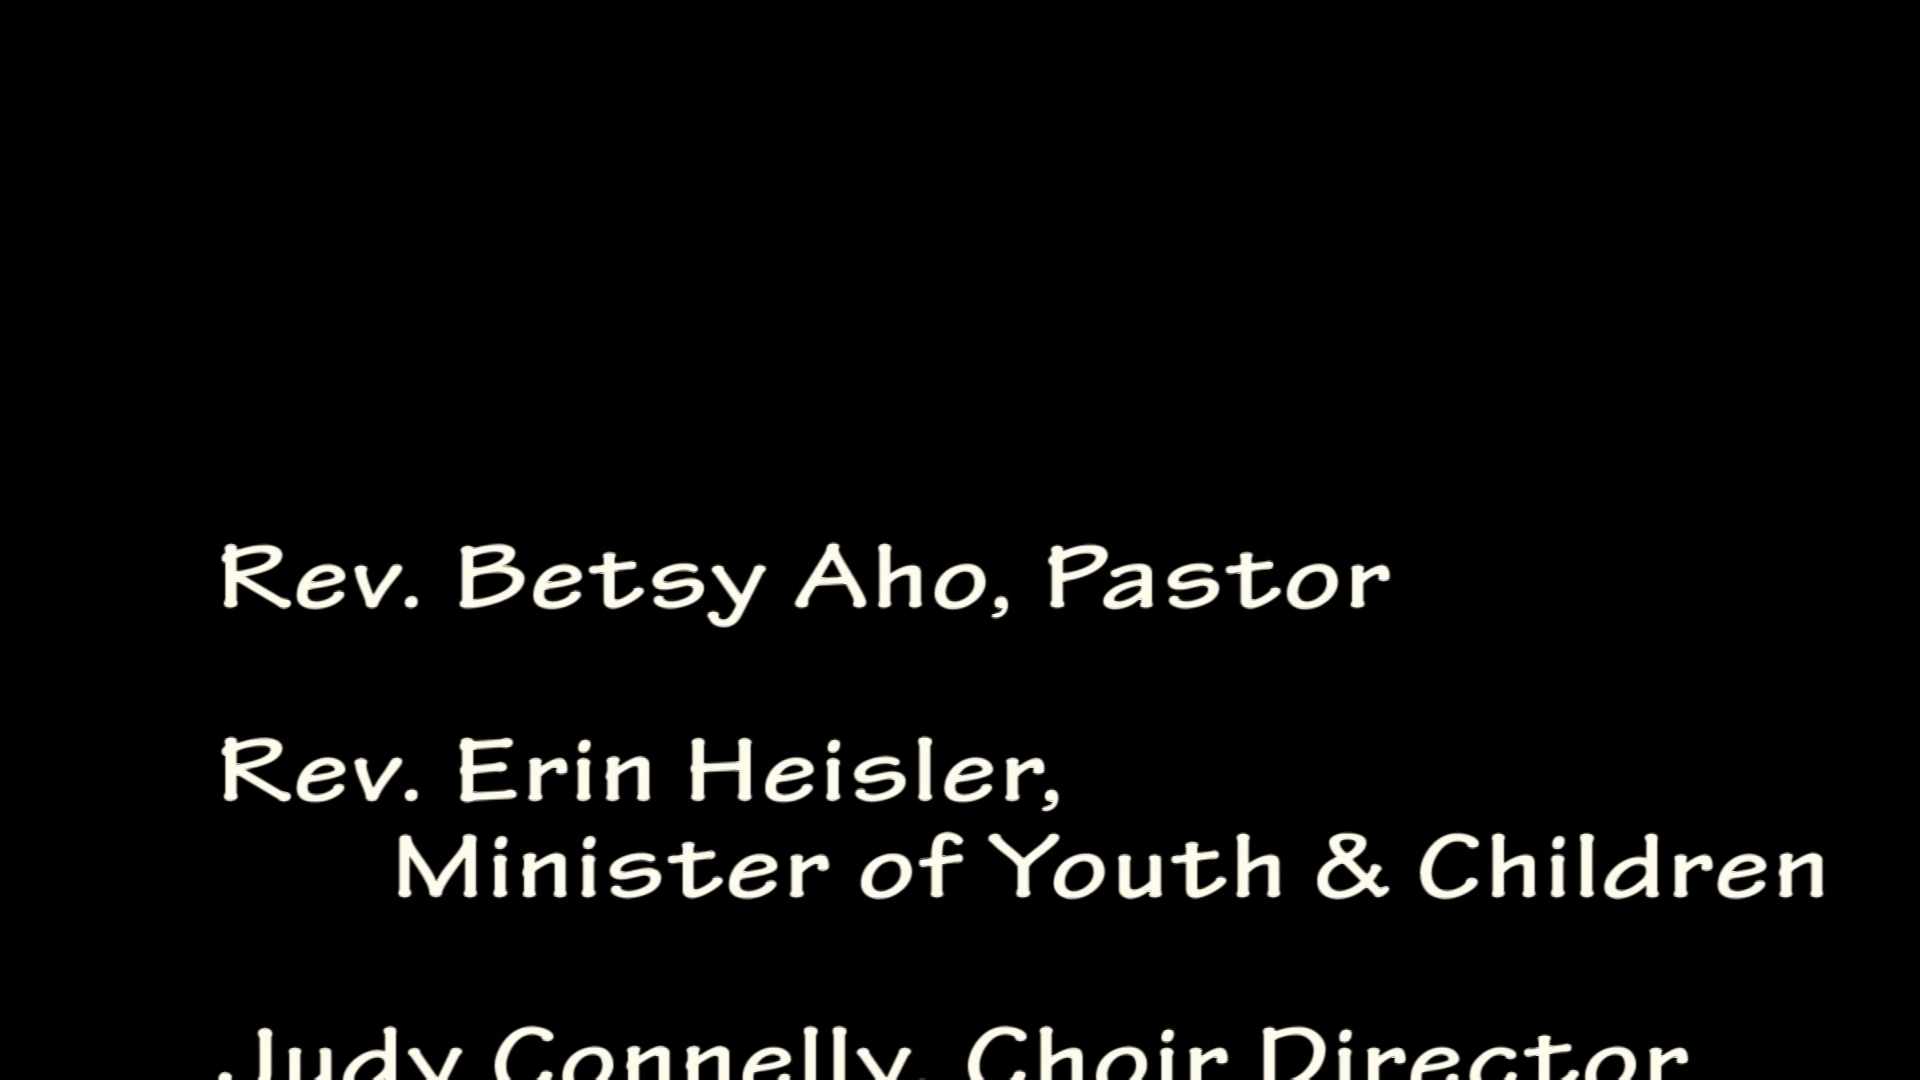 Rev. Betsy Aho, Pastor
Rev. Erin Heisler,
Minister of Youth & Children
Judy Connelly, Choir Director